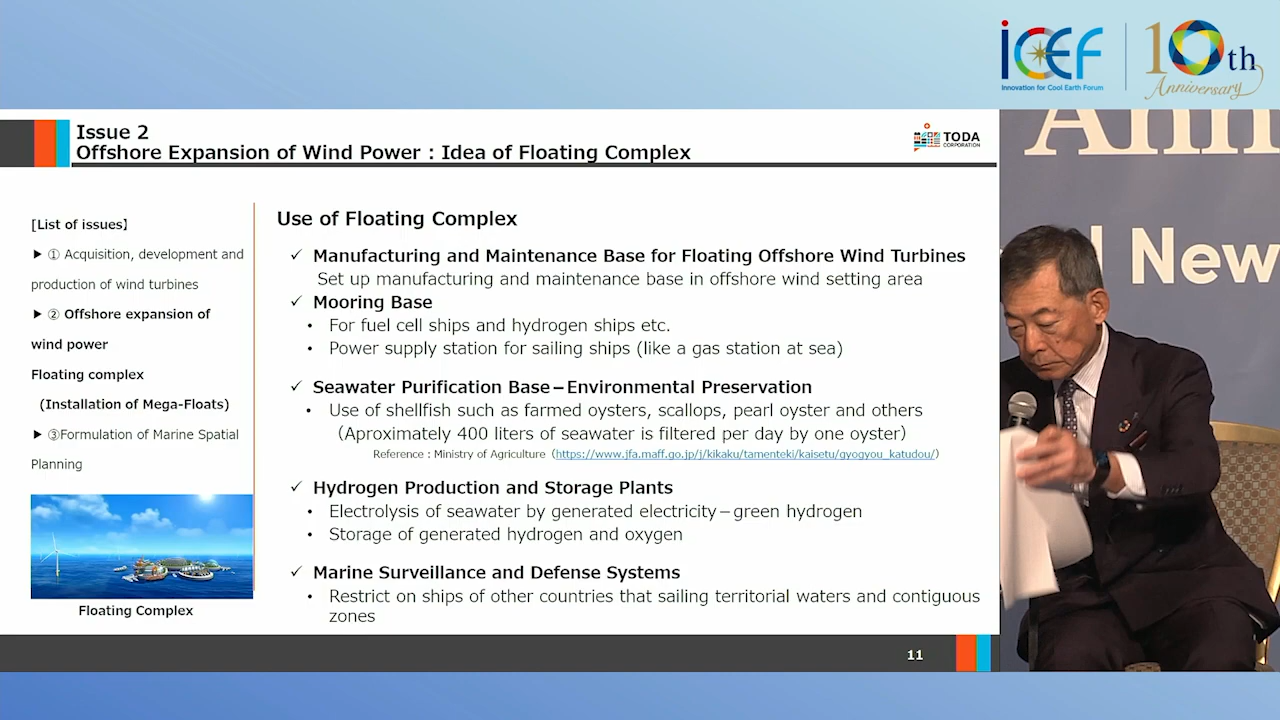 iCEF
Innovation for Cool Earth Forum
10th
Anniversary
Issue 2
Offshore Expansion of Wind Power : Idea of Floating Complex
TODA
CORPORATION
[List of issues】
▶ ① Acquisition, development and
production of wind turbines
▶ ② Offshore expansion of
wind power
Floating complex
(Installation of Mega-Floats)
▶ ③Formulation of Marine Spatial
Planning
Floating Complex
Use of Floating Complex
✓ Manufacturing and Maintenance Base for Floating Offshore Wind Turbines
Set up manufacturing and maintenance base in offshore wind setting area
✓ Mooring Base
• For fuel cell ships and hydrogen ships etc.
• Power supply station for sailing ships (like a gas station at sea)
✓ Seawater Purification Base－Environmental Preservation
• Use of shellfish such as farmed oysters, scallops, pearl oyster and others
（Aproximately 400 liters of seawater is filtered per day by one oyster）
Reference : Ministry of Agriculture（https://www.jfa.maff.go.jp/j/kikaku/tamenteki/kaisetu/gyogyou_katudou/）
✓ Hydrogen Production and Storage Plants
• Electrolysis of seawater by generated electricity－green hydrogen
• Storage of generated hydrogen and oxygen
✓ Marine Surveillance and Defense Systems
• Restrict on ships of other countries that sailing territorial waters and contiguous
zones
11
New